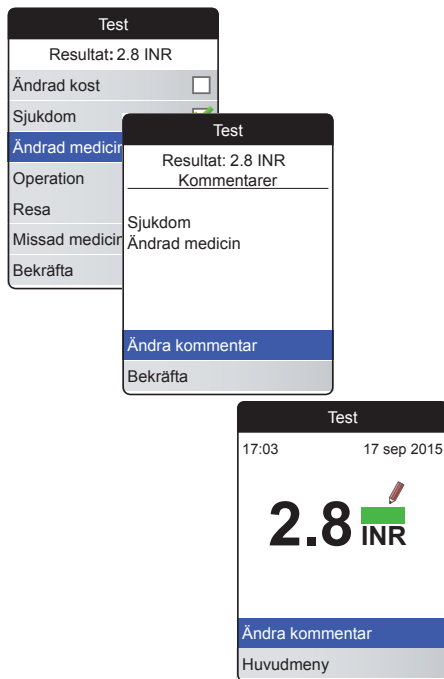 Test
Resultat: 2.8 INR
Ändrad kost
Sjukdom
Ändrad medicin
Operation
Resa
Missad medicin
Bekräfta
Test
Resultat: 2.8 INR
Kommentarer
Sjukdom
Ändrad medicin
Ändra kommentar
Bekräfta
Test
17:03 17 sep 2015
2.8 INR
Ändra kommentar
Huvudmeny